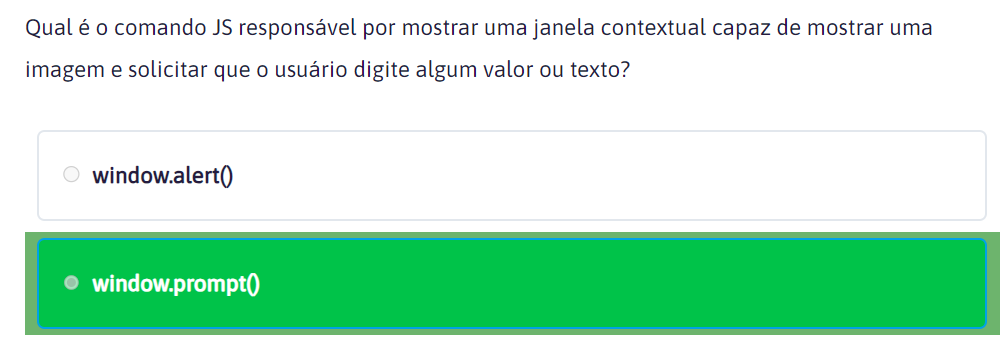 Qual é o comando JS responsável por mostrar uma janela contextual capaz de mostrar uma
imagem e solicitar que o usuário digite algum valor ou texto?
window.alert()
window.prompt()